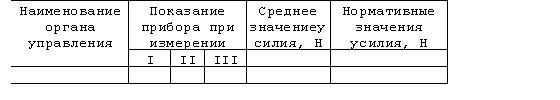 Наименование
органа
управления
Показание
прибора при
измерении
Среднее
значениеу
силия, Н
Нормативные
значения
усилия, Н
I II III